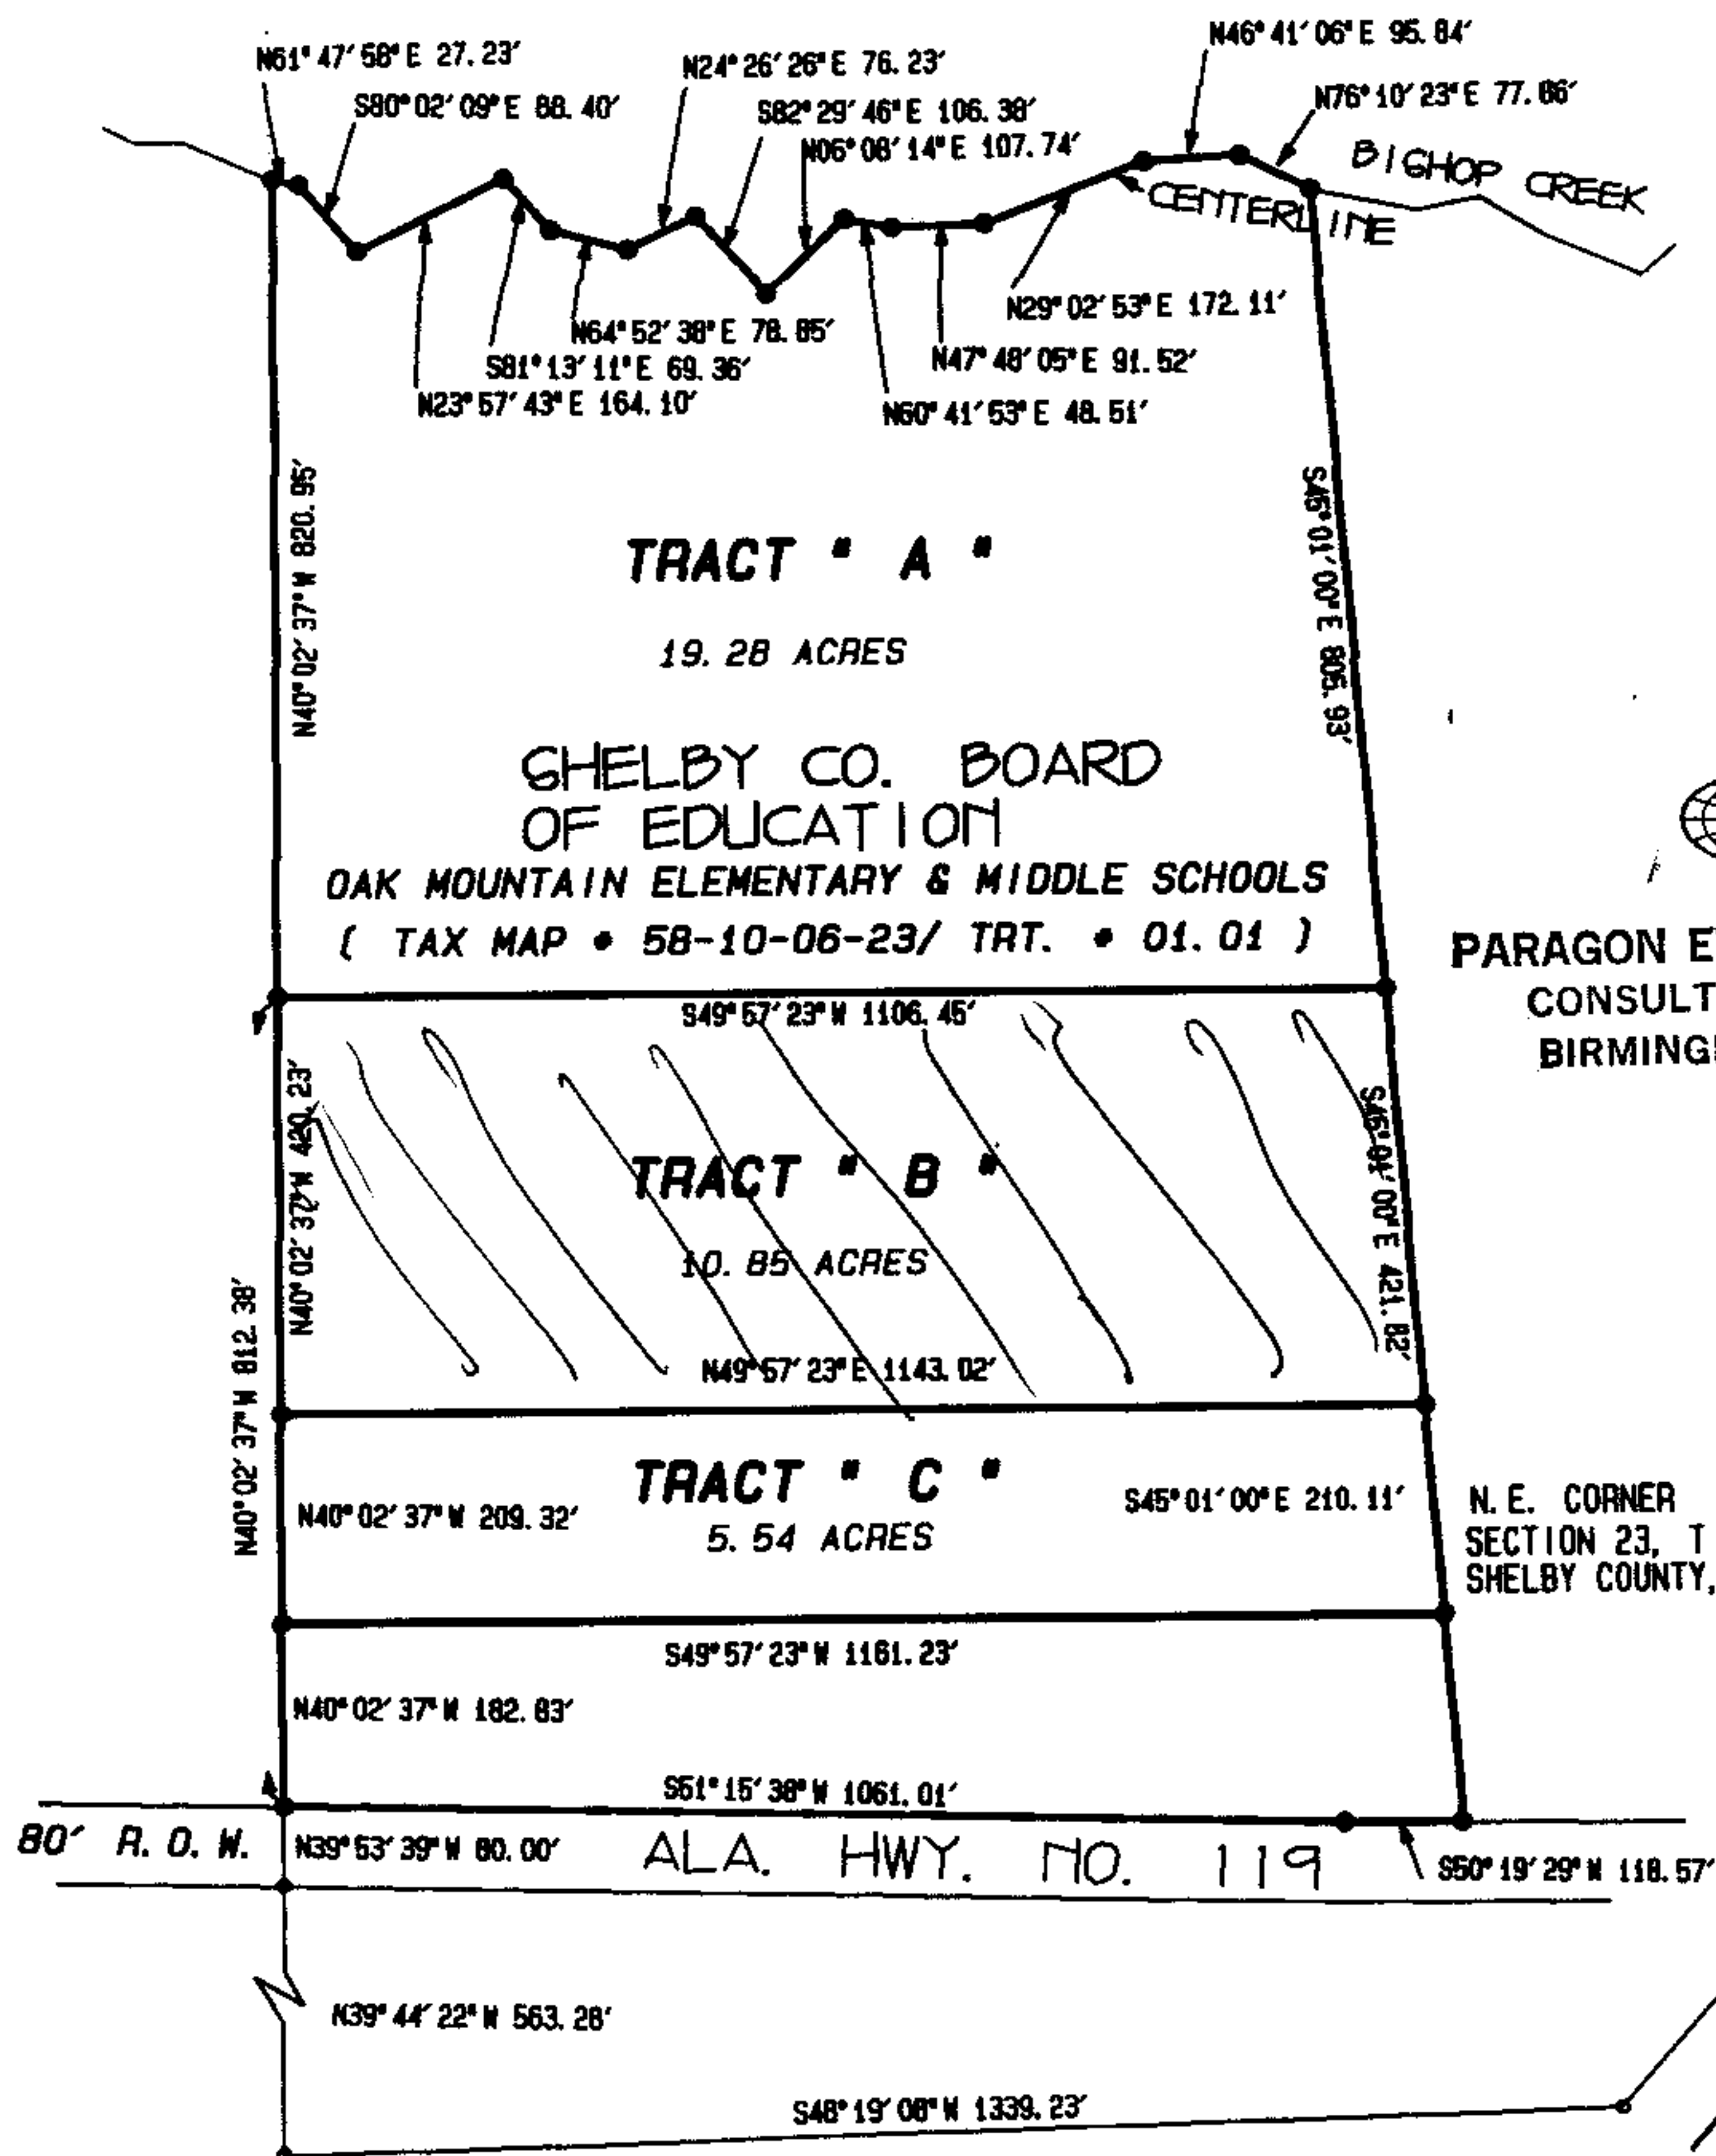 N61°47'58"E 27.23'
S80°02'09"E 88.40'
N24°26'26"E 76.23'
S82°29'46"E 106.38'
N06°08'14"E 107.74'
N46°41'06"E 95.84'
N76°10'23"E 77.86'
BISHOP CREEK
CENTERLINE
N29°02'53"E 172.11'
N64°52'38"E 78.85'
N47°48'05"E 91.52'
S81°13'11"E 69.36'
N23°57'43"E 164.10'
N60°41'53"E 48.51'
N40°02'37"W 820.95'
S45°01'00"E 805.93'
TRACT " A "
19.28 ACRES
SHELBY CO. BOARD
OF EDUCATION
OAK MOUNTAIN ELEMENTARY & MIDDLE SCHOOLS
( TAX MAP # 58-10-06-23/ TRT. # 01.01 )
PARAGON E
CONSULT
BIRMING
S49°57'23"W 1106.45'
N40°02'37"W 420.23'
S45°01'00"E 421.82'
TRACT " B "
10.85 ACRES
N49°57'23"E 1143.02'
N40°02'37"W 812.38'
TRACT " C "
5.54 ACRES
N40°02'37"W 209.32'
S45°01'00"E 210.11'
N.E. CORNER
SECTION 23, T
SHELBY COUNTY,
S49°57'23"W 1161.23'
N40°02'37"W 182.83'
S51°15'38"W 1061.01'
80' R.O.W.
N39°53'39"W 80.00'
ALA. HWY. NO. 119
S50°19'29"W 118.57'
N39°44'22"W 563.28'
S48°19'08"W 1339.23'